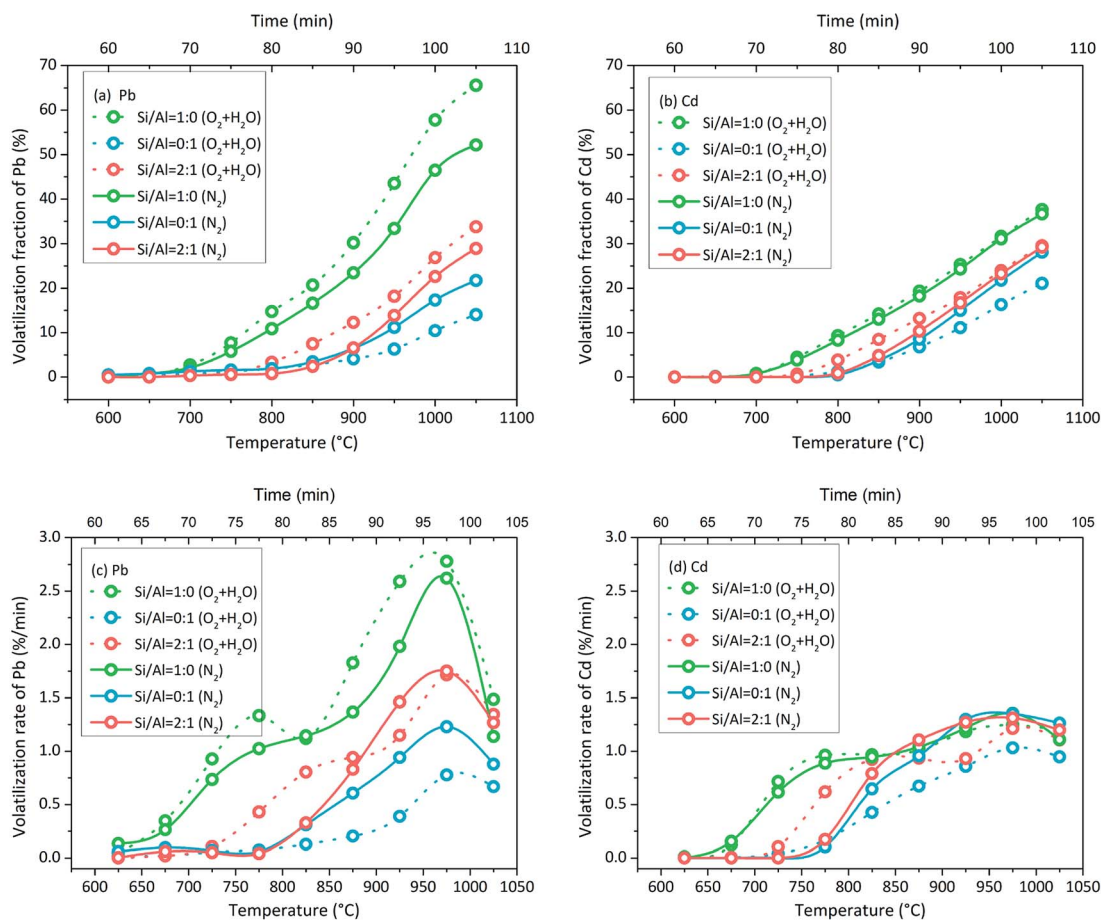 Time (min)
60 70 80 90 100 110
70
60
50
40
30
20
10
0
Volatilization fraction of Pb (%)
(a) Pb
Si/Al=1:0 (O₂+H₂O)
Si/Al=0:1 (O₂+H₂O)
Si/Al=2:1 (O₂+H₂O)
Si/Al=1:0 (N₂)
Si/Al=0:1 (N₂)
Si/Al=2:1 (N₂)
600 700 800 900 1000 1100
Temperature (°C)
Time (min)
60 70 80 90 100 110
70
60
50
40
30
20
10
0
Volatilization fraction of Cd (%)
(b) Cd
Si/Al=1:0 (O₂+H₂O)
Si/Al=0:1 (O₂+H₂O)
Si/Al=2:1 (O₂+H₂O)
Si/Al=1:0 (N₂)
Si/Al=0:1 (N₂)
Si/Al=2:1 (N₂)
600 700 800 900 1000 1100
Temperature (°C)
Time (min)
60 65 70 75 80 85 90 95 100 105
3.0
2.5
2.0
1.5
1.0
0.5
0.0
Volatilization rate of Pb (%/min)
(c) Pb
Si/Al=1:0 (O₂+H₂O)
Si/Al=0:1 (O₂+H₂O)
Si/Al=2:1 (O₂+H₂O)
Si/Al=1:0 (N₂)
Si/Al=0:1 (N₂)
Si/Al=2:1 (N₂)
600 650 700 750 800 850 900 950 1000 1050
Temperature (°C)
Time (min)
60 65 70 75 80 85 90 95 100 105
3.0
2.5
2.0
1.5
1.0
0.5
0.0
Volatilization rate of Cd (%/min)
(d) Cd
Si/Al=1:0 (O₂+H₂O)
Si/Al=0:1 (O₂+H₂O)
Si/Al=2:1 (O₂+H₂O)
Si/Al=1:0 (N₂)
Si/Al=0:1 (N₂)
Si/Al=2:1 (N₂)
600 650 700 750 800 850 900 950 1000 1050
Temperature (°C)